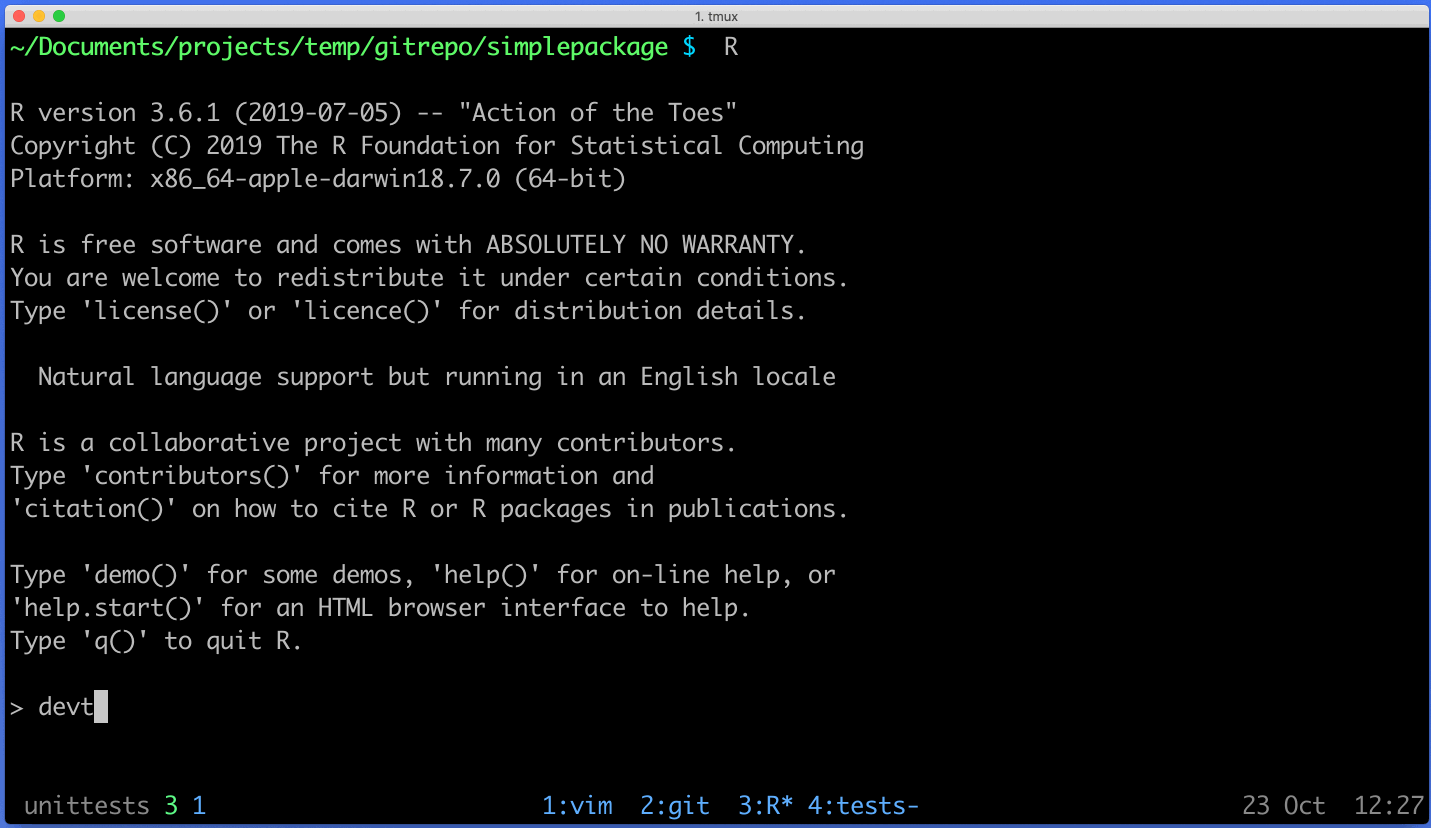 1. tmux
~/Documents/projects/temp/gitrepo/simplepackage $  R
R version 3.6.1 (2019-07-05) -- "Action of the Toes"
Copyright (C) 2019 The R Foundation for Statistical Computing
Platform: x86_64-apple-darwin18.7.0 (64-bit)
R is free software and comes with ABSOLUTELY NO WARRANTY.
You are welcome to redistribute it under certain conditions.
Type 'license()' or 'licence()' for distribution details.
  Natural language support but running in an English locale
R is a collaborative project with many contributors.
Type 'contributors()' for more information and
'citation()' on how to cite R or R packages in publications.
Type 'demo()' for some demos, 'help()' for on-line help, or
'help.start()' for an HTML browser interface to help.
Type 'q()' to quit R.
> devt
unittests 3 1 1:vim 2:git 3:R* 4:tests- 23 Oct 12:27